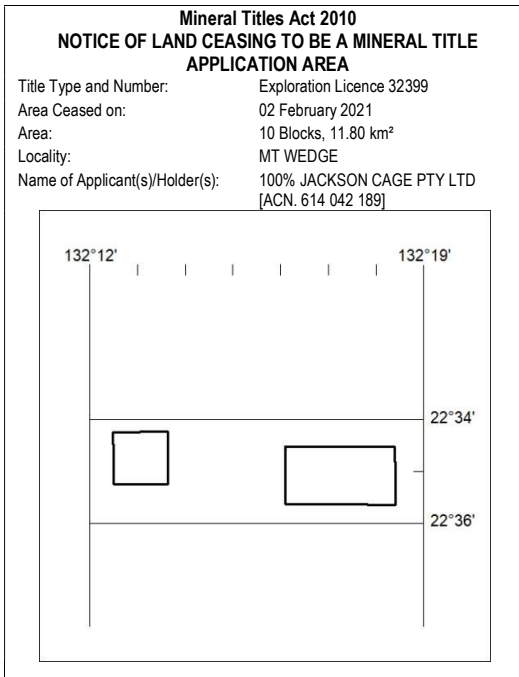 Mineral Titles Act 2010
NOTICE OF LAND CEASING TO BE A MINERAL TITLE
APPLICATION AREA
Title Type and Number: Exploration Licence 32399
Area Ceased on: 02 February 2021
Area: 10 Blocks, 11.80 km²
Locality: MT WEDGE
Name of Applicant(s)/Holder(s): 100% JACKSON CAGE PTY LTD
[ACN. 614 042 189]
132°12' 132°19'
22°34'
22°36'